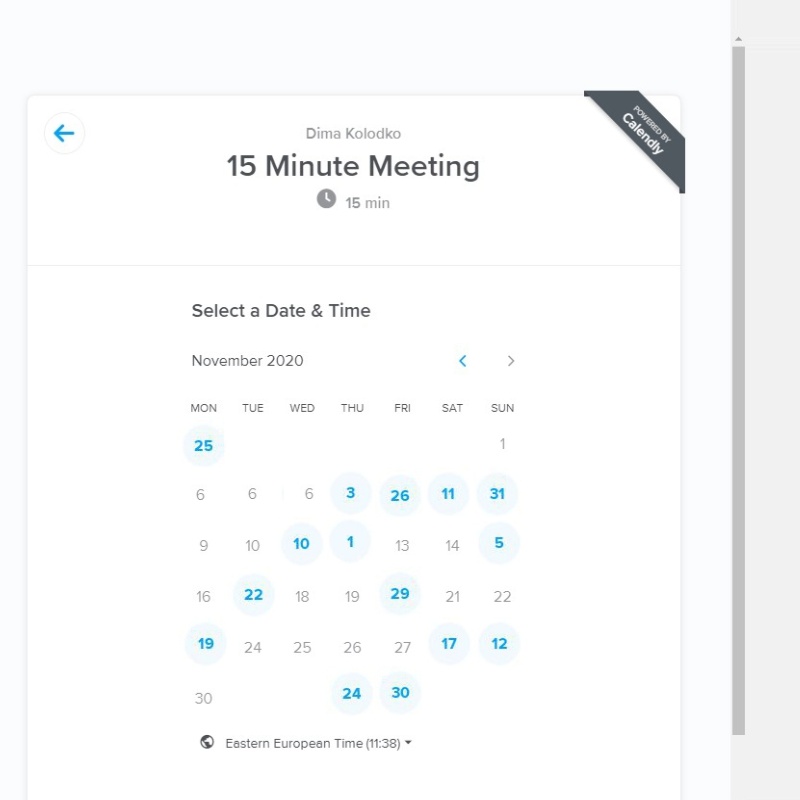 POWERED BY
Calendly
Dima Kolodko
15 Minute Meeting
15 min
Select a Date & Time
November 2020
MON TUE WED THU FRI SAT SUN
25 1
6 6 6 3 26 11 31
9 10 10 1 13 14 5
16 22 18 19 29 21 22
19 24 25 26 27 17 12
30 24 30
Eastern European Time (11:38)